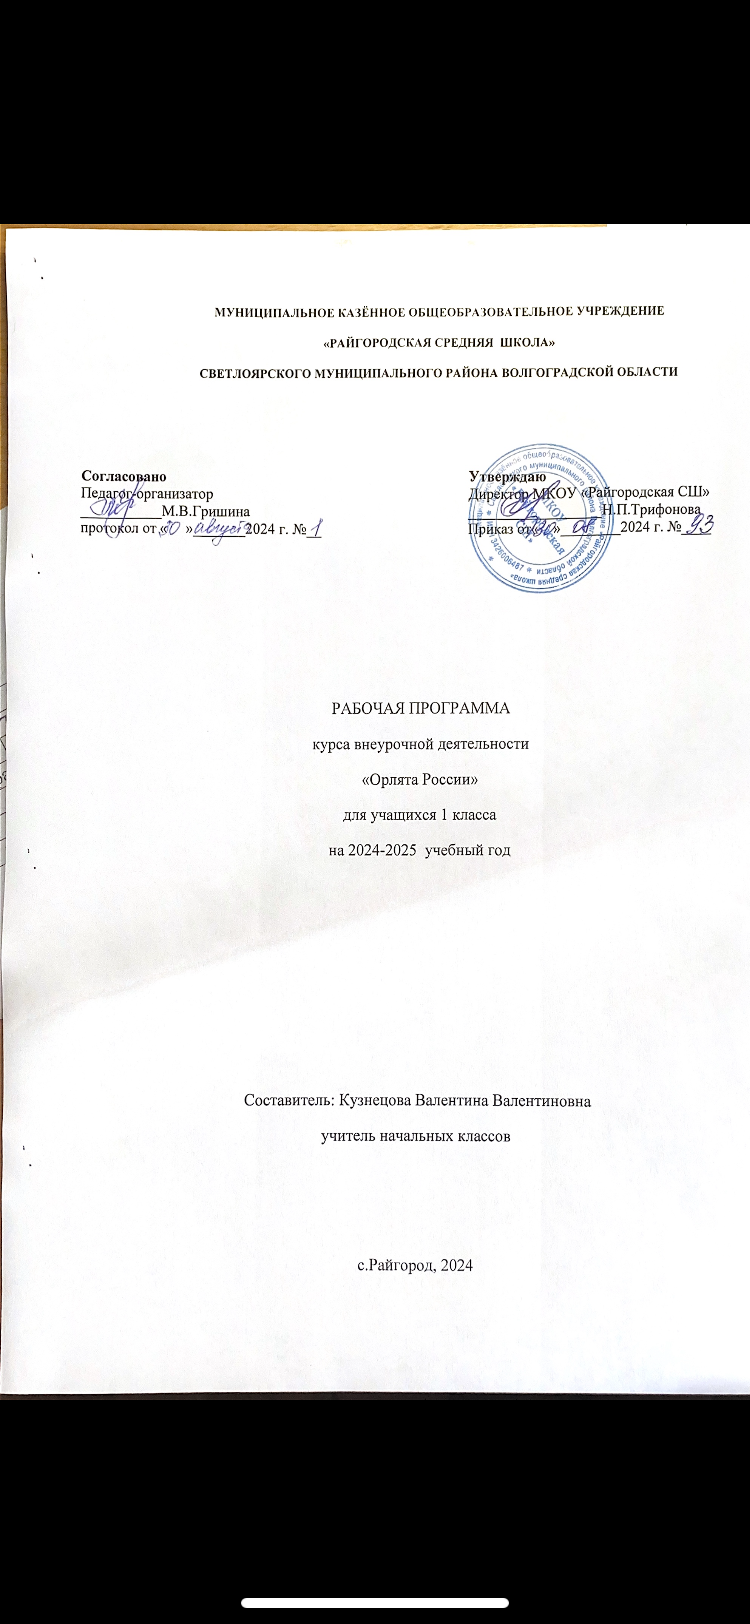 МУНИЦИПАЛЬНОЕ КАЗЁННОЕ ОБЩЕОБРАЗОВАТЕЛЬНОЕ УЧРЕЖДЕНИЕ
«РАЙГОРОДСКАЯ СРЕДНЯЯ ШКОЛА»
СВЕТЛОЯРСКОГО МУНИЦИПАЛЬНОГО РАЙОНА ВОЛГОГРАДСКОЙ ОБЛАСТИ
Согласовано
Педагог-организатор
М.В.Гришина
протокол от «30» августа 2024 г. № 1
Утверждаю
Директор МКОУ «Райгородская СШ»
Н.П.Трифонова
Приказ от «30» 08 2024 г. № 93
РАБОЧАЯ ПРОГРАММА
курса внеурочной деятельности
«Орлята России»
для учащихся 1 класса
на 2024-2025 учебный год
Составитель: Кузнецова Валентина Валентиновна
учитель начальных классов
с.Райгород, 2024